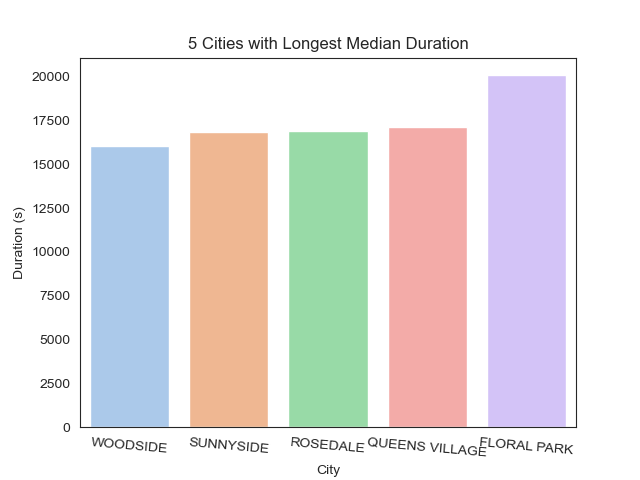 5 Cities with Longest Median Duration
20000
17500
15000
12500
10000
7500
5000
2500
0
Duration (s)
WOODSIDE
SUNNYSIDE
ROSEDALE
QUEENS VILLAGE
FLORAL PARK
City